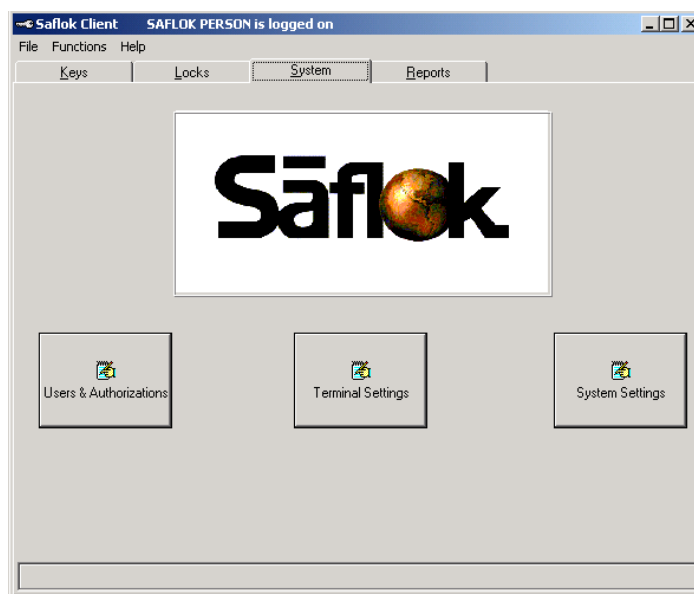 Saflok Client SAFLOK PERSON is logged on
File Functions Help
Keys Locks System Reports
Sāflok
Users & Authorizations Terminal Settings System Settings